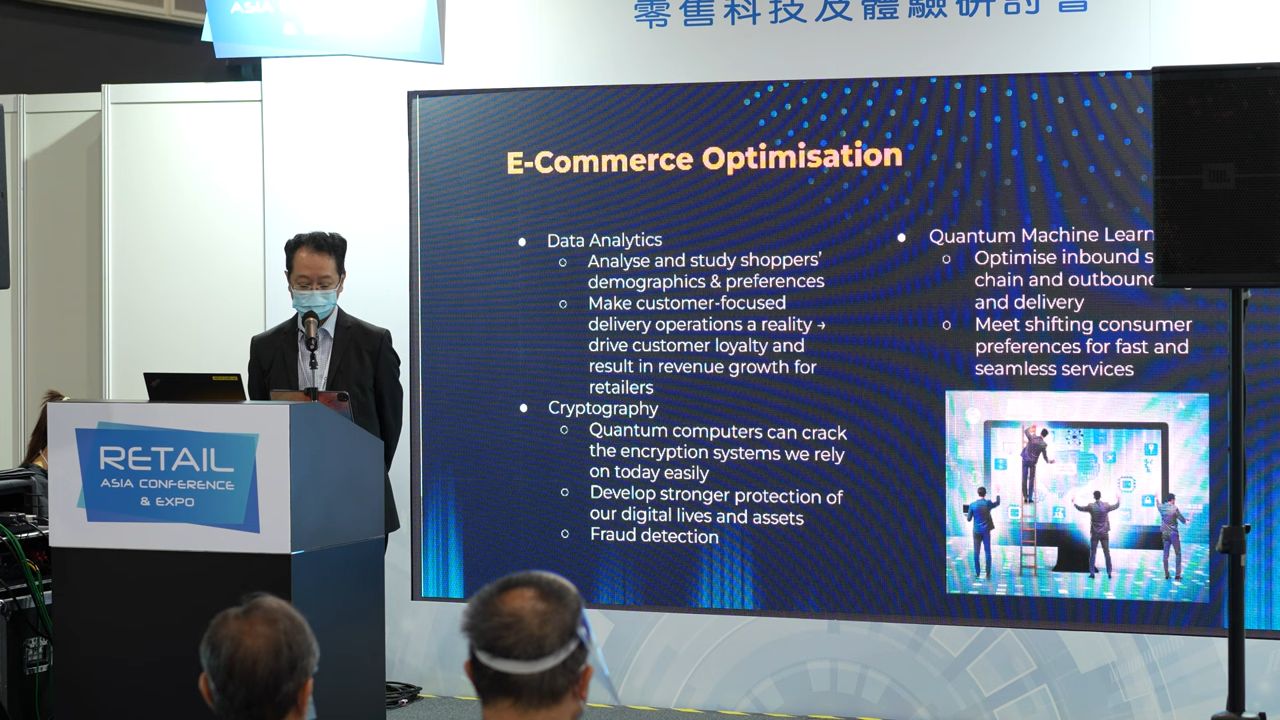 ASIA
零售科技及體驗研討會
E-Commerce Optimisation
● Data Analytics
○ Analyse and study shoppers'
demographics & preferences
○ Make customer-focused
delivery operations a reality →
drive customer loyalty and
result in revenue growth for
retailers
● Cryptography
○ Quantum computers can crack
the encryption systems we rely
on today easily
○ Develop stronger protection of
our digital lives and assets
○ Fraud detection
● Quantum Machine Learn
○ Optimise inbound s
chain and outbound
and delivery
○ Meet shifting consumer
preferences for fast and
seamless services
JBL
RETAIL
ASIA CONFERENCE
& EXPO